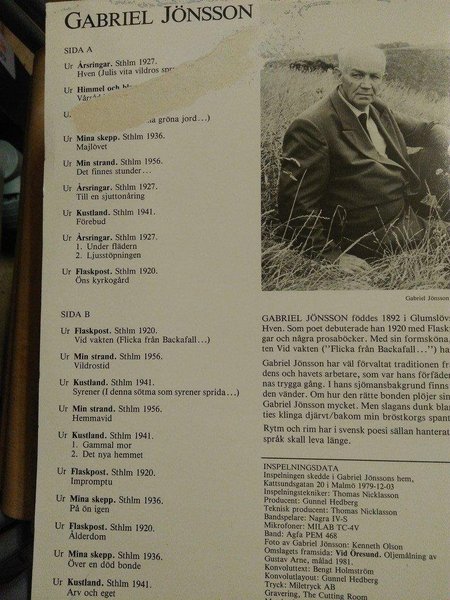 GABRIEL JÖNSSON
SIDA A
Ur Årsringar. Sthlm 1927.
Hven (Julis vita vildros
Ur Himmel och
Ur
gröna jord...)
Ur Mina skepp. Sthlm 1936.
Majlövet
Ur Min strand. Sthlm 1956.
Det finnes stunder...
Ur Årsringar. Sthlm 1927.
Till en sjuttonåring
Ur Kustland. Sthlm 1941.
Förebud
Ur Årsringar. Sthlm 1927.
1. Under flädern
2. Ljusstöpningen
Ur Flaskpost. Sthlm 1920.
Öns kyrkogård
SIDA B
Ur Flaskpost. Sthlm 1920.
Vid vakten (Flicka från Backafall...)
Ur Min strand. Sthlm 1956.
Vildrostid
Ur Kustland. Sthlm 1941.
Syrener (I denna sötma som syrener sprida...)
Ur Min strand. Sthlm 1956.
Hemmavid
Ur Kustland. Sthlm 1941.
1. Gammal mor
2. Det nya hemmet
Ur Flaskpost. Sthlm 1920.
Impromptu
Ur Mina skepp. Sthlm 1936.
På ön igen
Ur Flaskpost. Sthlm 1920.
Ålderdom
Ur Mina skepp. Sthlm 1936.
Över en död bonde
Ur Kustland. Sthlm 1941.
Arv och eget
Gabriel Jönsson
GABRIEL JÖNSSON föddes 1892 i Glumslöv
Hven. Som poet debuterade han 1920 med Flask
gar och några prosaböcker. Med sin formsköna
ten Vid vakten ("Flicka från Backafall...") ha
Gabriel Jönsson har väl förvaltat traditionen fr
dens och havets arbetare, som var hans förfäder
nas trygga gång. I hans sjömansbakgrund finns
den vänder. Om hur den rätte bonden plöjer sin
Gabriel Jönsson mycket. Men slagans dunk blan
ties klinga djärvt/bakom min bröstkorgs spant
Rytm och rim har i svensk poesi sällan hanterat
språk skall leva länge.
INSPELNINGSDATA
Inspelningen skedde i Gabriel Jönssons hem,
Kattsundsgatan 20 i Malmö 1979-12-03
Inspelningstekniker: Thomas Nicklasson
Producent: Gunnel Hedberg
Teknisk producent: Thomas Nicklasson
Bandspelare: Nagra IV-S
Mikrofoner: MILAB TC-4V
Band: Agfa PEM 468
Foto av Gabriel Jönsson: Kenneth Olson
Omslagets framsida: Vid Öresund. Oljemålning av
Gustav Arne, målad 1981.
Konvoluttext: Bengt Holmström
Konvolutlayout: Gunnel Hedberg
Tryck: Miletryck AB
Gravering, The Cutting Room